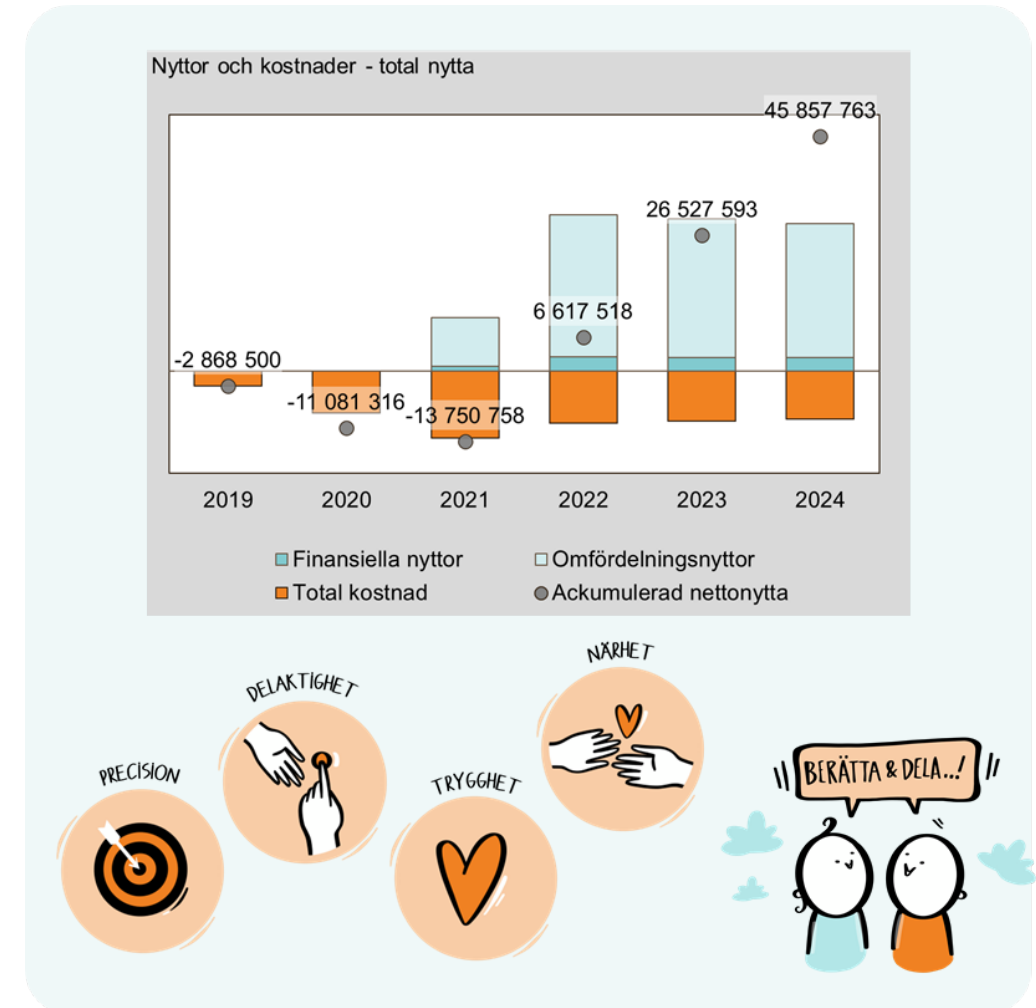 Nyttor och kostnader - total nytta
45 857 763
26 527 593
6 617 518
-2 868 500
-11 081 316
-13 750 758
2019 2020 2021 2022 2023 2024
Finansiella nyttor Omfördelningsnyttor
Total kostnad Ackumulerad nettonytta
NÄRHET
DELAKTIGHET
PRECISION
TRYGGHET
BERÄTTA & DELA...!